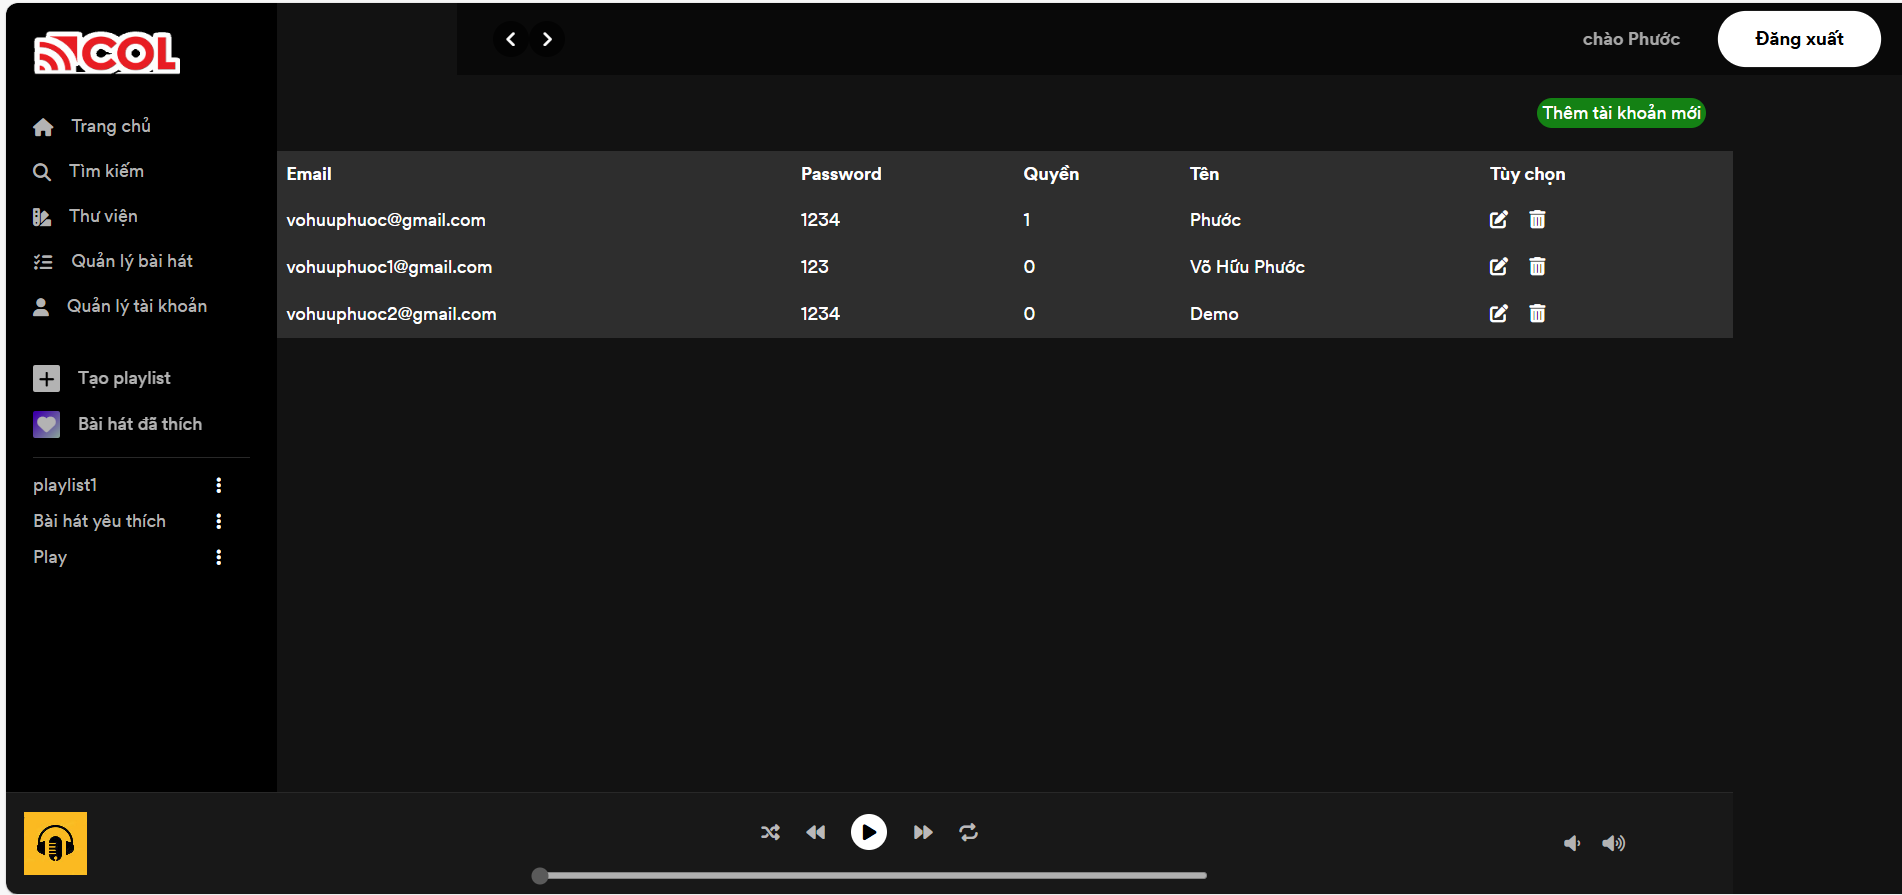 COL
Trang chủ
Tìm kiếm
Thư viện
Quản lý bài hát
Quản lý tài khoản
Tạo playlist
Bài hát đã thích
playlist1
Bài hát yêu thích
Play
chào Phước
Đăng xuất
Thêm tài khoản mới
Email Password Quyền Tên Tùy chọn
vohuuphuoc@gmail.com 1234 1 Phước
vohuuphuoc1@gmail.com 123 0 Võ Hữu Phước
vohuuphuoc2@gmail.com 1234 0 Demo